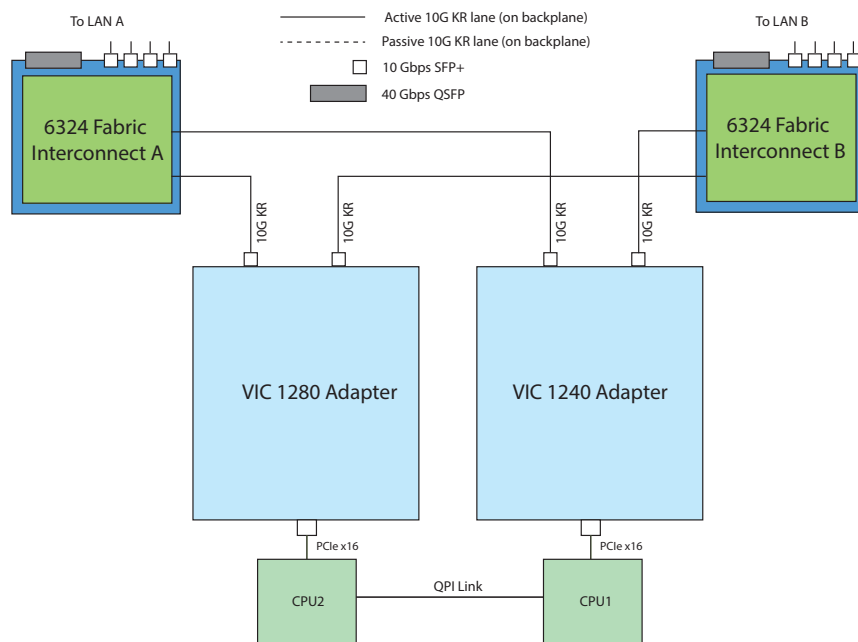 To LAN A
Active 10G KR lane (on backplane)
To LAN B
Passive 10G KR lane (on backplane)
10 Gbps SFP+
40 Gbps QSFP
6324 Fabric
Interconnect A
6324 Fabric
Interconnect B
10G KR
10G KR
10G KR
10G KR
VIC 1280 Adapter
VIC 1240 Adapter
PCIe x16
PCIe x16
QPI Link
CPU2
CPU1